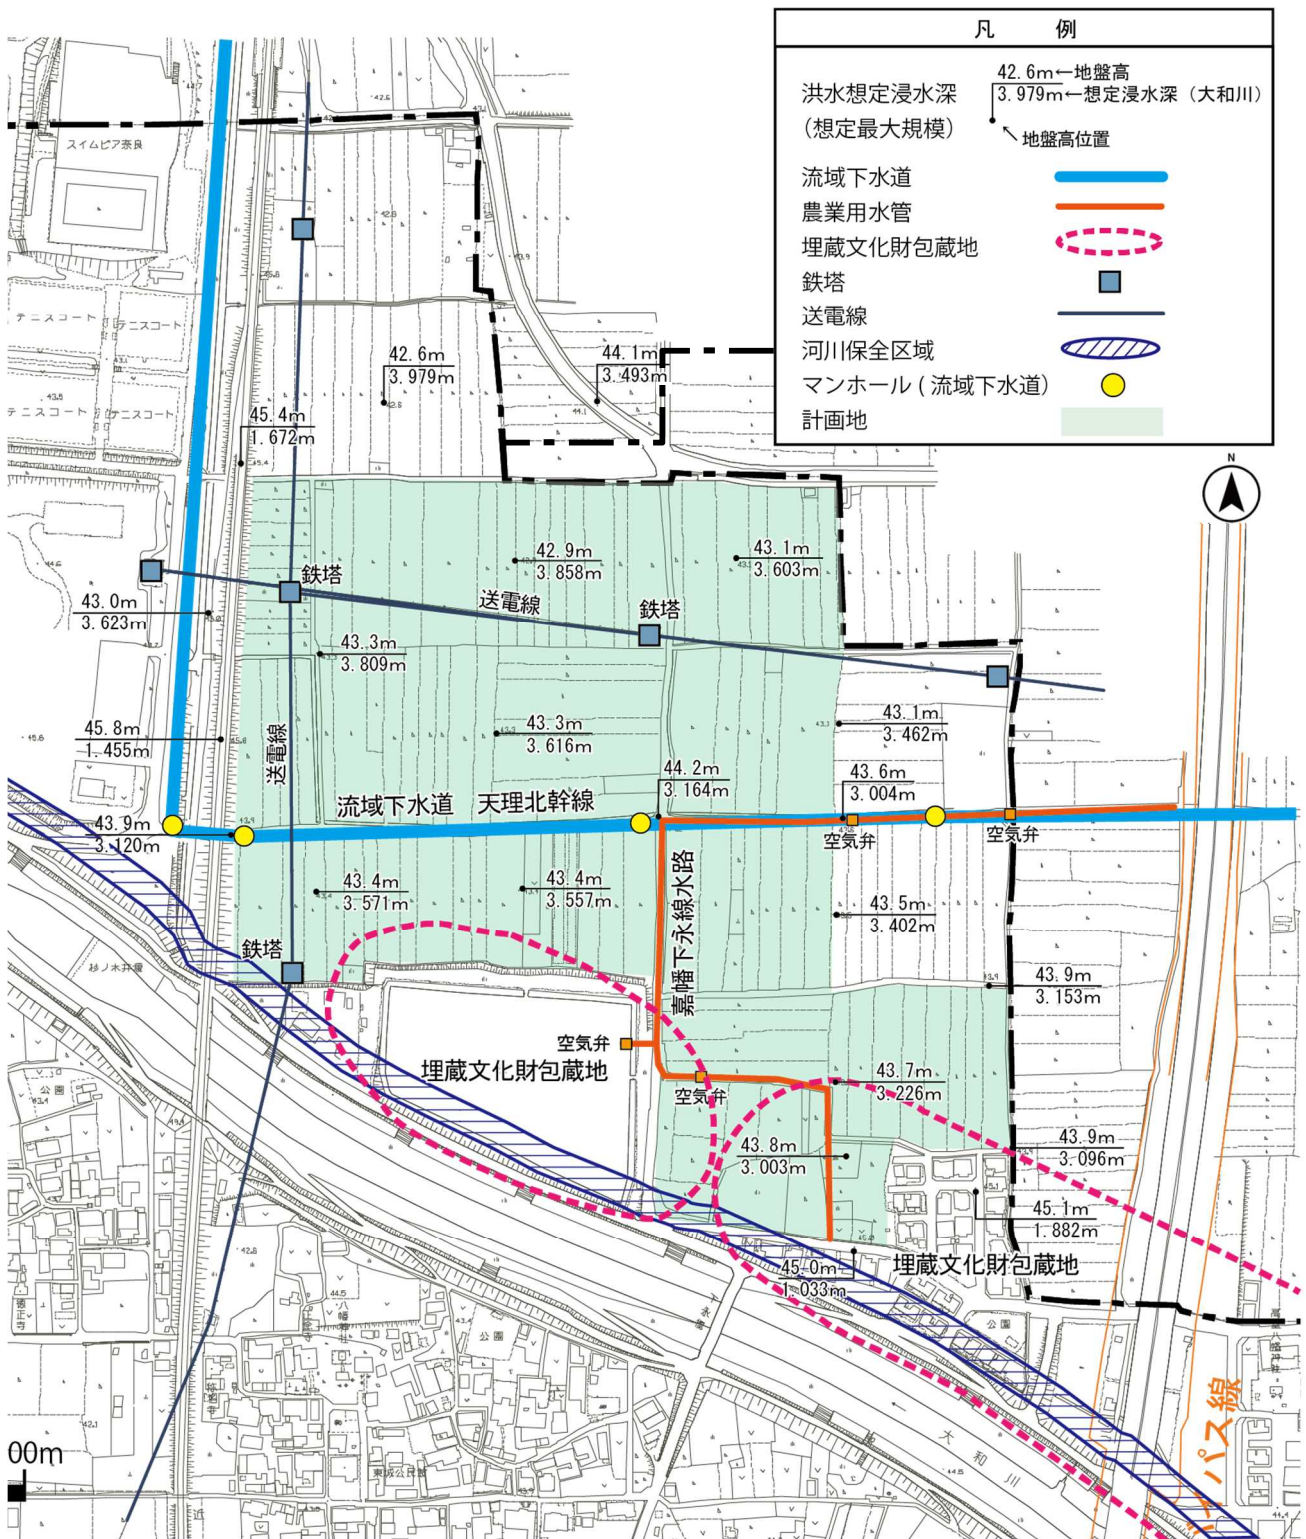 凡　例
洪水想定浸水深
（想定最大規模）
42.6m←地盤高
3.979m←想定浸水深（大和川）
地盤高位置
流域下水道
農業用水管
埋蔵文化財包蔵地
鉄塔
送電線
河川保全区域
マンホール(流域下水道)
計画地
N
スイムピア奈良
テニスコート
テニスコート
テニスコート
テニスコート
42.6m
3.979m
44.1m
3.493m
45.4m
1.672m
42.9m
3.858m
43.1m
3.603m
鉄塔
送電線
鉄塔
43.0m
3.623m
43.3m
3.809m
43.3m
3.616m
43.1m
3.462m
45.8m
1.455m
送電線
44.2m
3.164m
43.6m
3.004m
流域下水道　天理北幹線
43.9m
3.120m
空気弁
空気弁
嘉幡下永線水路
43.4m
3.571m
43.4m
3.557m
43.5m
3.402m
鉄塔
43.9m
3.153m
空気弁
埋蔵文化財包蔵地
空気弁
43.7m
3.226m
43.8m
3.003m
43.9m
3.096m
45.1m
1.882m
45.0m
1.033m
埋蔵文化財包蔵地
公園
公園
公園
八幡神社
大和川
パス線
00m
近